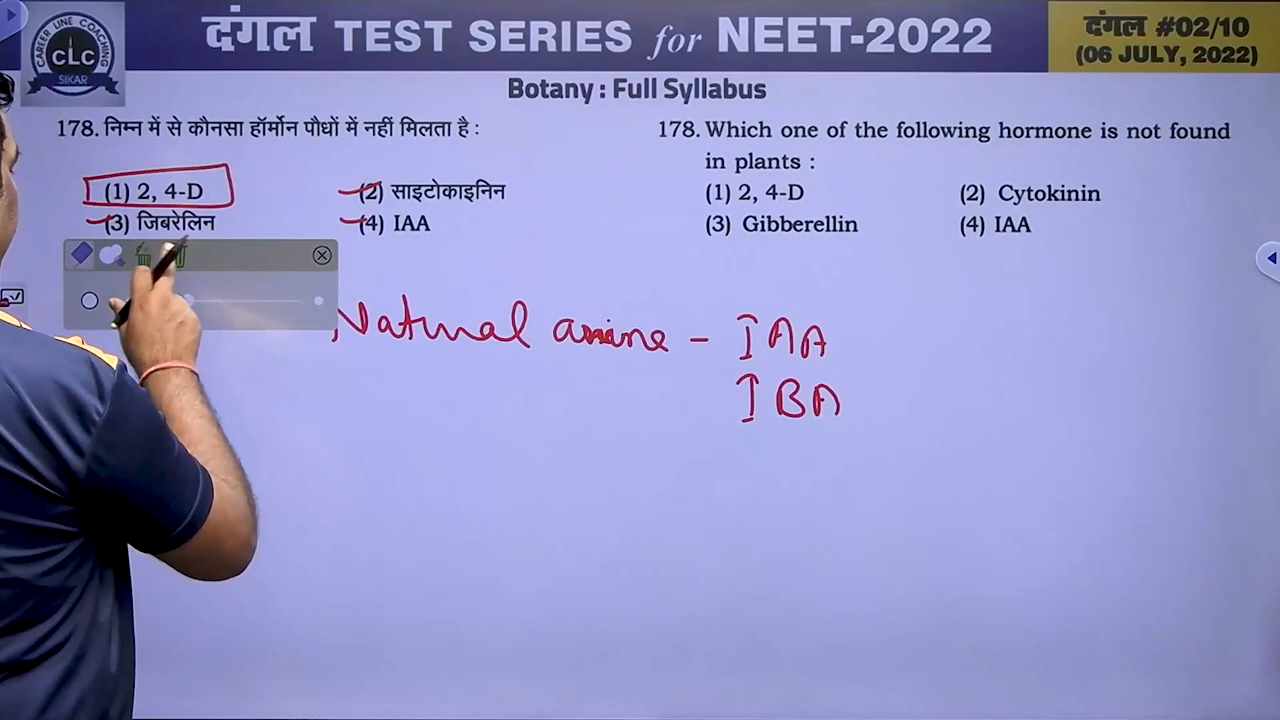 CAREER LINE COACHING
CLC
SIKAR
दंगल TEST SERIES for NEET-2022
दंगल #02/10
(06 JULY, 2022)
Botany : Full Syllabus
178. निम्न में से कौनसा हॉर्मोन पौधों में नहीं मिलता है :
(1) 2, 4-D (2) साइटोकाइनिन
(3) जिबरेलिन (4) IAA
178. Which one of the following hormone is not found
in plants :
(1) 2, 4-D (2) Cytokinin
(3) Gibberellin (4) IAA
Natural - IAA
IBA